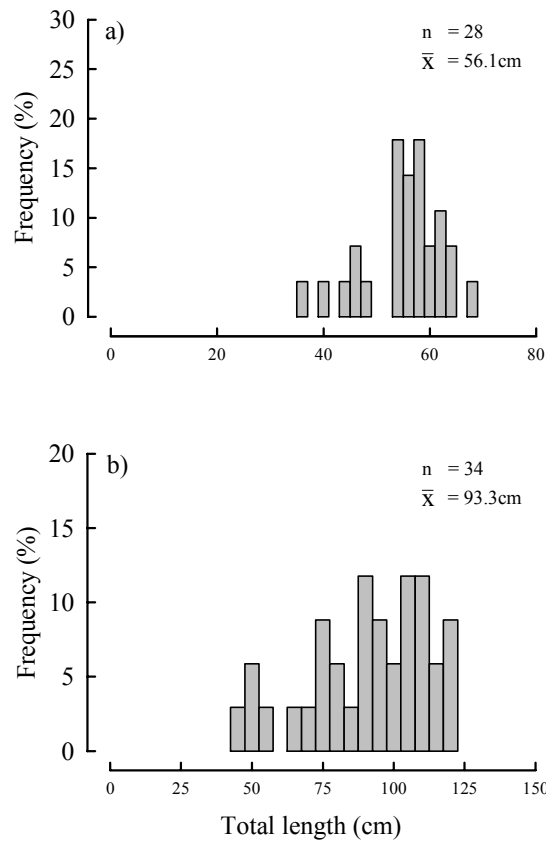 a)
n = 28
x̄ = 56.1cm
Frequency (%)
30
25
20
15
10
5
0
0 20 40 60 80
b)
n = 34
x̄ = 93.3cm
Frequency (%)
20
15
10
5
0
0 25 50 75 100 125 150
Total length (cm)